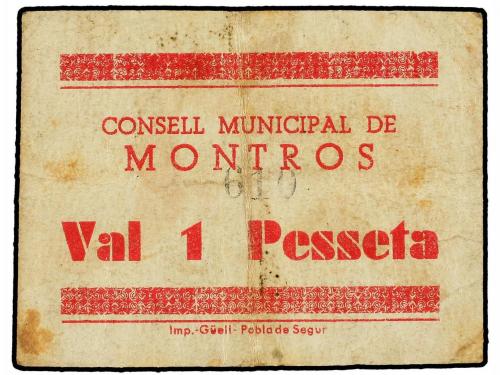 CONSELL MUNICIPAL DE
MONTROS
610
Val 1 Pesseta
Imp.-Güell-Pobla de Segur